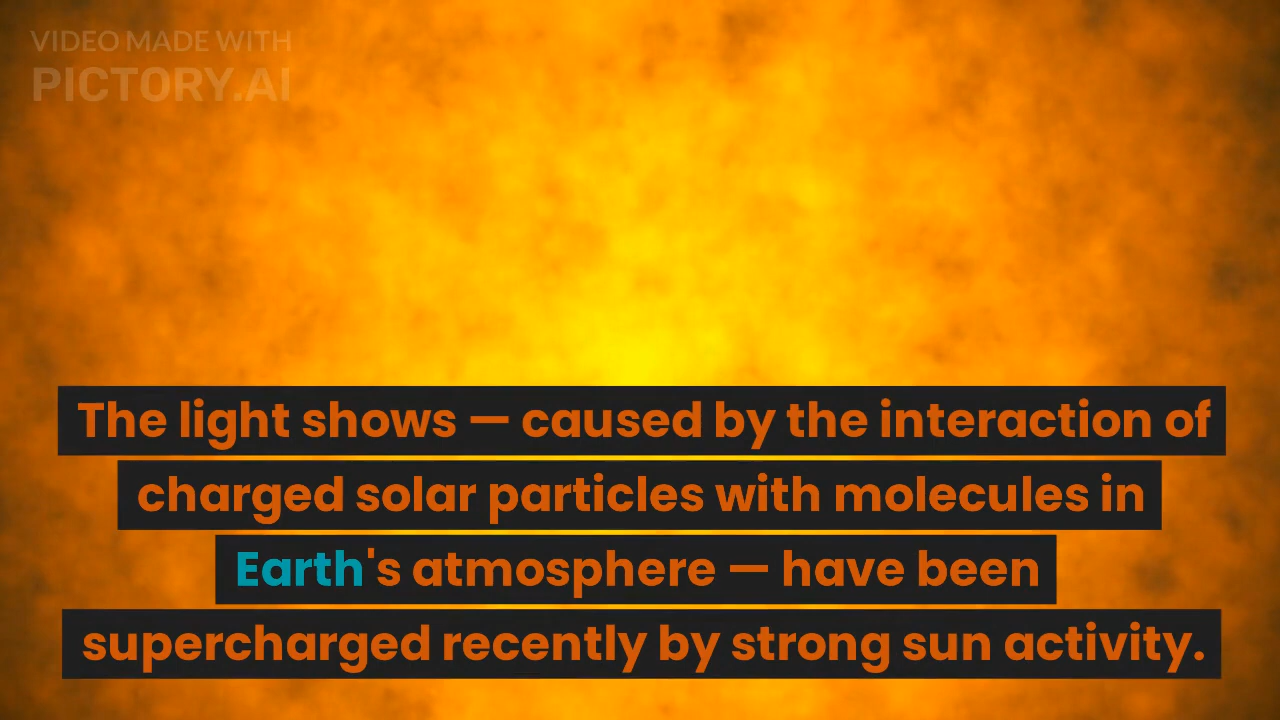 VIDEO MADE WITH
PICTORY.AI
The light shows — caused by the interaction of
charged solar particles with molecules in
Earth's atmosphere — have been
supercharged recently by strong sun activity.